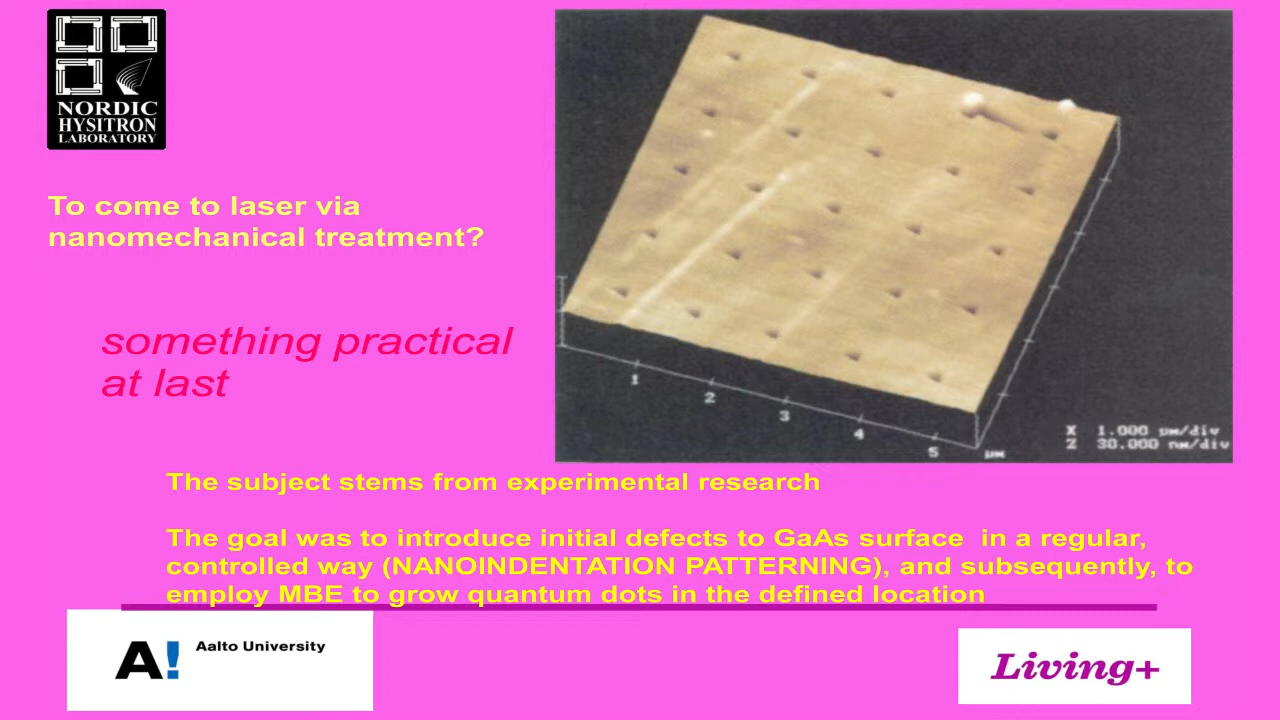 NORDIC
HYSITRON
LABORATORY
To come to laser via
nanomechanical treatment?
something practical
at last
1
2
3
4
5
µm
X 1.000 µm/div
Z 30.000 nm/div
The subject stems from experimental research
The goal was to introduce initial defects to GaAs surface  in a regular,
controlled way (NANOINDENTATION PATTERNING), and subsequently, to
employ MBE to grow quantum dots in the defined location
A! Aalto University
Living+